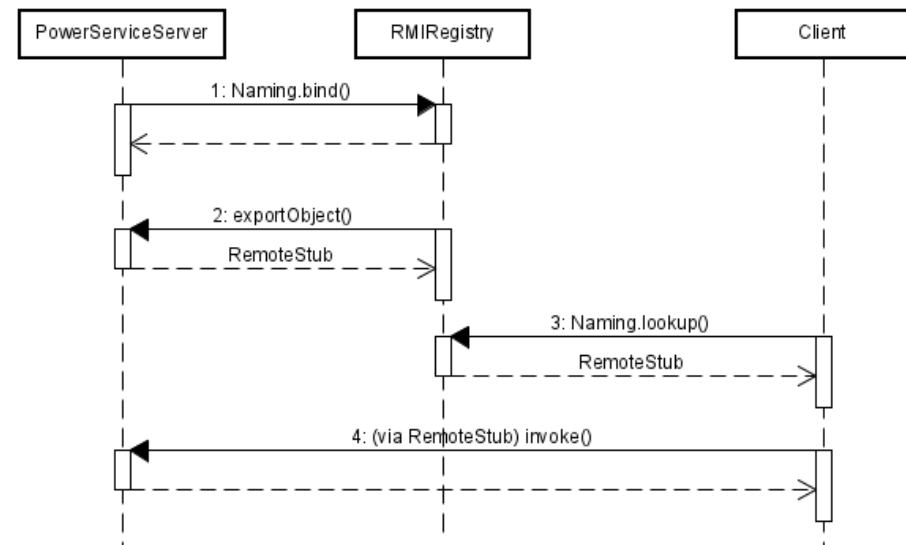 PowerServiceServer
RMIRegistry
Client
1: Naming.bind()
2: exportObject()
RemoteStub
3: Naming.lookup()
RemoteStub
4: (via RemoteStub) invoke()